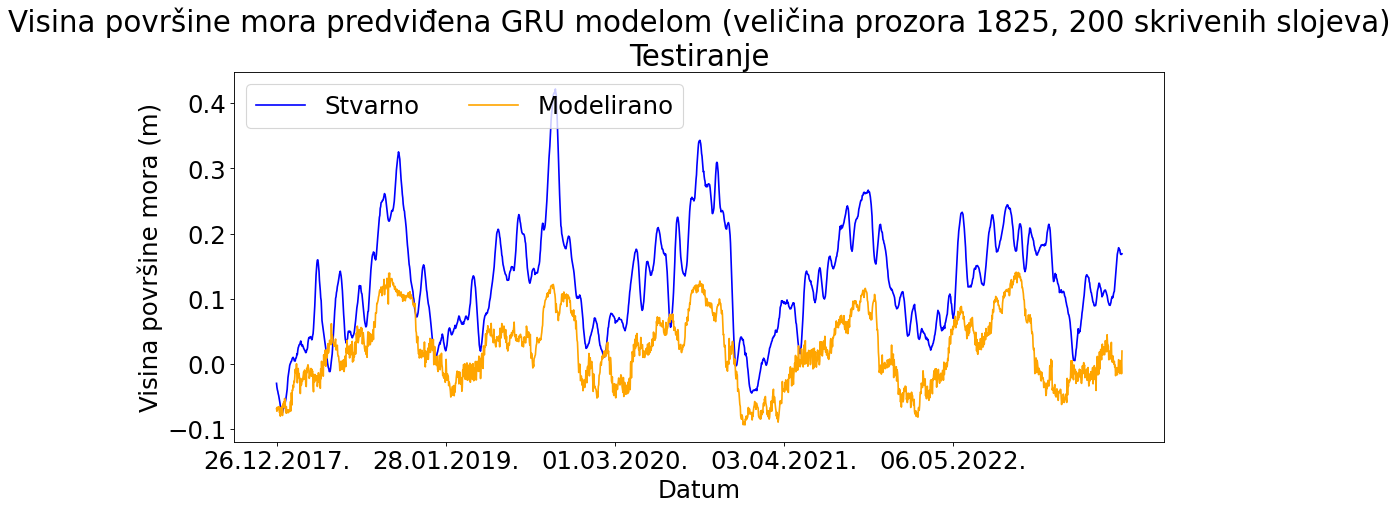 Visina površine mora predviđena GRU modelom (veličina prozora 1825, 200 skrivenih slojeva)
Testiranje
Stvarno Modelirano
Visina površine mora (m)
0.4
0.3
0.2
0.1
0.0
−0.1
26.12.2017. 28.01.2019. 01.03.2020. 03.04.2021. 06.05.2022.
Datum